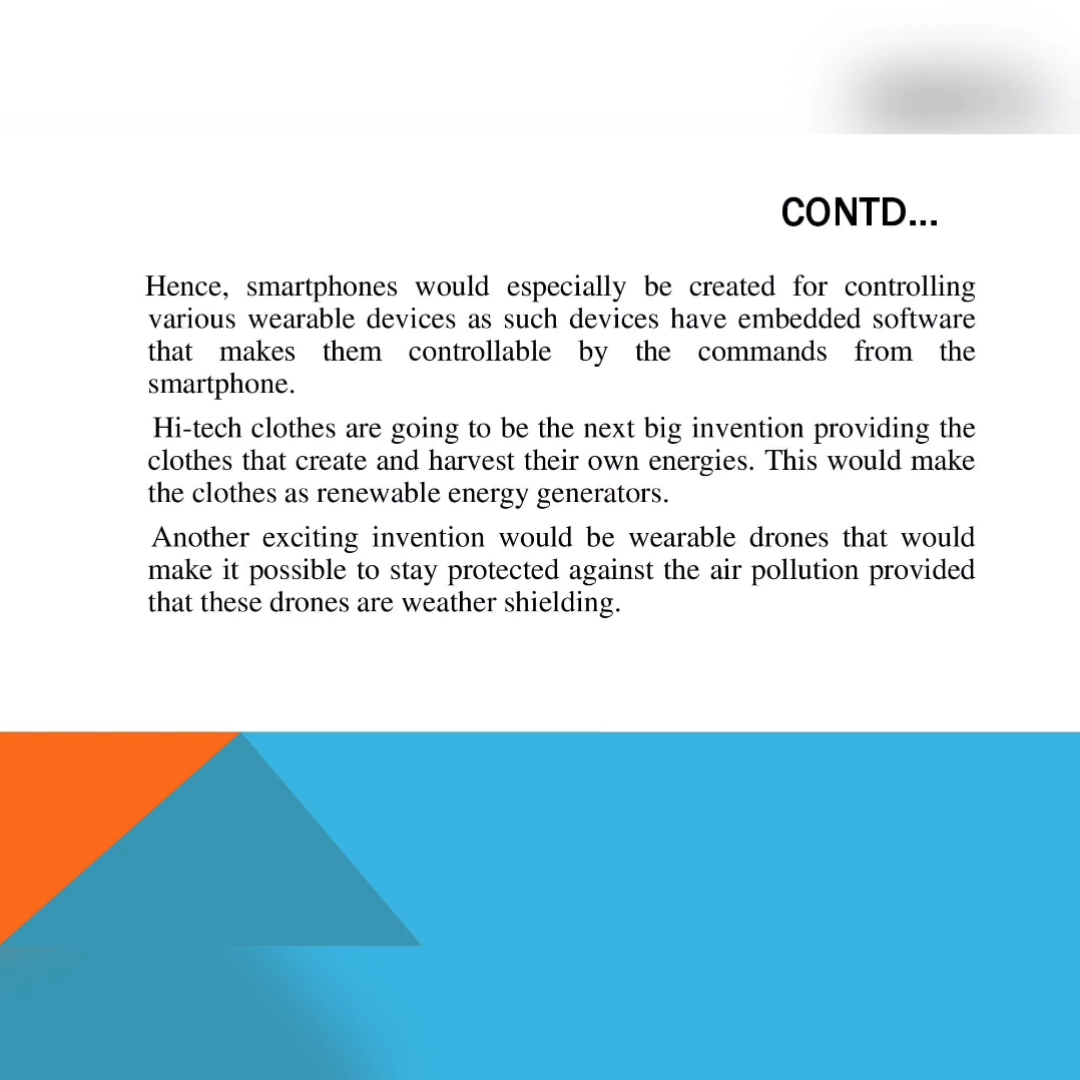 CONTD...
Hence, smartphones would especially be created for controlling
various wearable devices as such devices have embedded software
that makes them controllable by the commands from the
smartphone.
Hi-tech clothes are going to be the next big invention providing the
clothes that create and harvest their own energies. This would make
the clothes as renewable energy generators.
Another exciting invention would be wearable drones that would
make it possible to stay protected against the air pollution provided
that these drones are weather shielding.